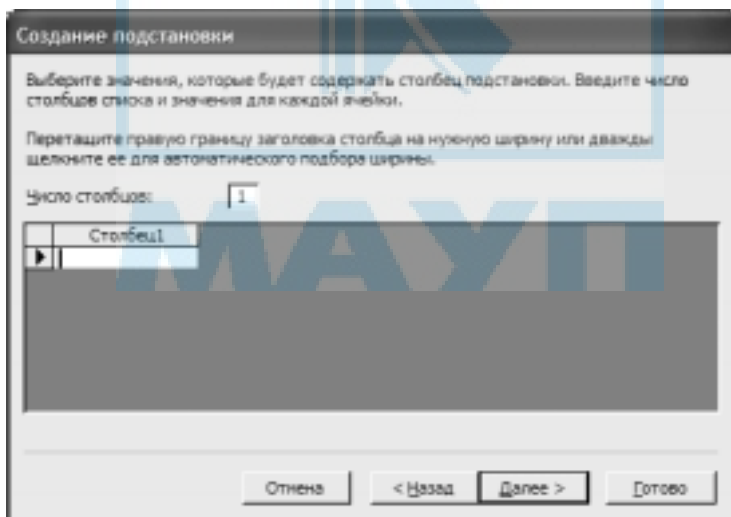 Создание подстановки
Выберите значения, которые будет содержать столбец подстановки. Введите число
столбцов списка и значения для каждой ячейки.
Перетащите правую границу заголовка столбца на нужную ширину или дважды
щелкните ее для автоматического подбора ширины.
Число столбцов: 1
Столбец1
МАУП
Отмена < Назад Далее > Готово